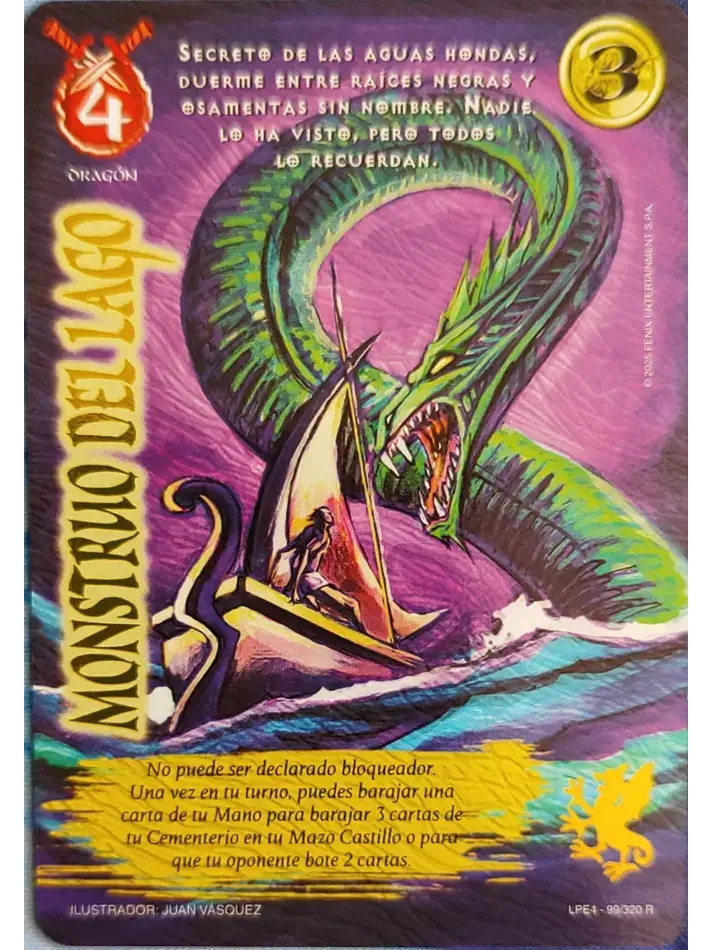 4
SECRETO DE LAS AGUAS HONDAS,
DUERME ENTRE RAÍCES NEGRAS Y
OSAMENTAS SIN NOMBRE. NADIE
LO HA VISTO, PERO TODOS
LO RECUERDAN.
3
DRAGÓN
MONSTRUO DEL LAGO
© 2025 FENIX ENTERTAINMENT S.P.A.
No puede ser declarado bloqueador.
Una vez en tu turno, puedes barajar una
carta de tu Mano para barajar 3 cartas de
tu Cementerio en tu Mazo Castillo o para
que tu oponente bote 2 cartas.
ILUSTRADOR: JUAN VÁSQUEZ
LPE4 - 99/320 R